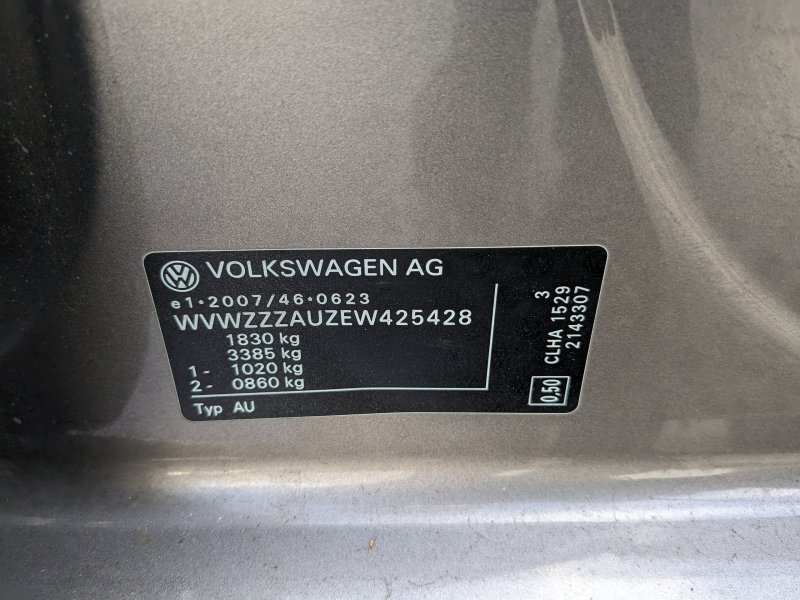 VOLKSWAGEN AG
e1•2007/46•0623
WVWZZZAUZEW425428
1830 kg
3385 kg
1 - 1020 kg
2 - 0860 kg
Typ AU
3
CLHA 1529
2143307
0,50